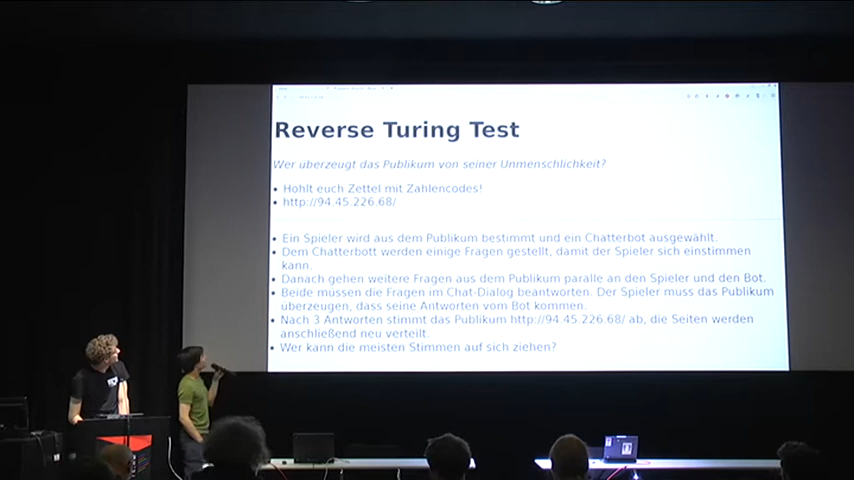 Reverse Turing Test
Wer überzeugt das Publikum von seiner Unmenschlichkeit?
• Hohlt euch Zettel mit Zahlencodes!
• http://94.45.226.68/
• Ein Spieler wird aus dem Publikum bestimmt und ein Chatterbot ausgewählt.
• Dem Chatterbott werden einige Fragen gestellt, damit der Spieler sich einstimmen
kann.
• Danach gehen weitere Fragen aus dem Publikum paralle an den Spieler und den Bot.
• Beide müssen die Fragen im Chat-Dialog beantworten. Der Spieler muss das Publikum
überzeugen, dass seine Antworten vom Bot kommen.
• Nach 3 Antworten stimmt das Publikum http://94.45.226.68/ ab, die Seiten werden
anschließend neu verteilt.
• Wer kann die meisten Stimmen auf sich ziehen?